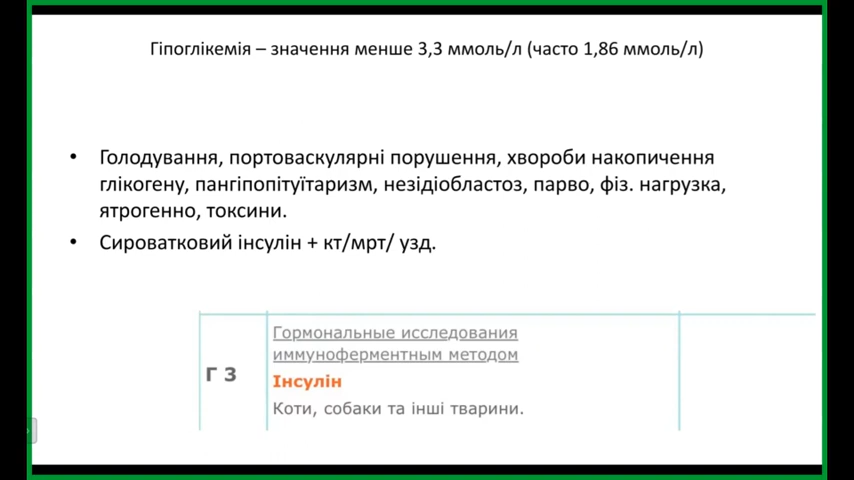 Гіпоглікемія – значення менше 3,3 ммоль/л (часто 1,86 ммоль/л)
• Голодування, портоваскулярні порушення, хвороби накопичення
глікогену, пангіпопітуїтаризм, незідіобластоз, парво, фіз. нагрузка,
ятрогенно, токсини.
• Сироватковий інсулін + кт/мрт/ узд.
Гормональные исследования
иммуноферментным методом
Г 3
Інсулін
Коти, собаки та інші тварини.